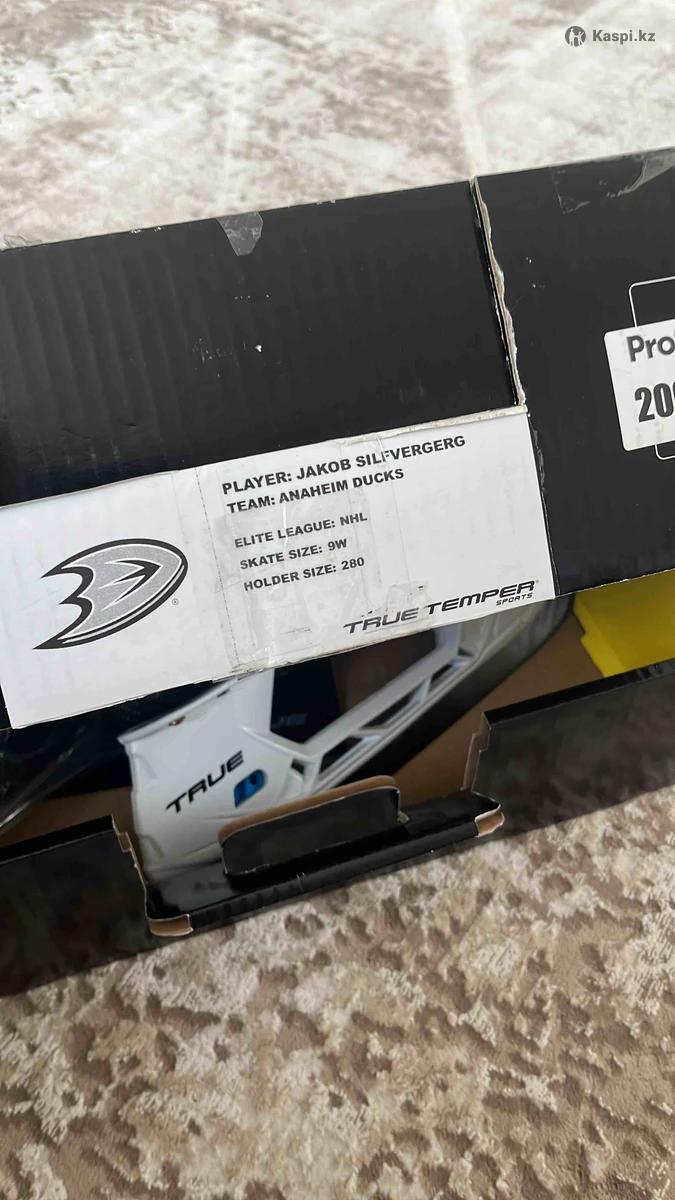 Kaspi.kz
PLAYER: JAKOB SILFVERGERG
TEAM: ANAHEIM DUCKS
ELITE LEAGUE: NHL
SKATE SIZE: 9W
HOLDER SIZE: 280
TRUE TEMPER®
SPORTS
TRUE